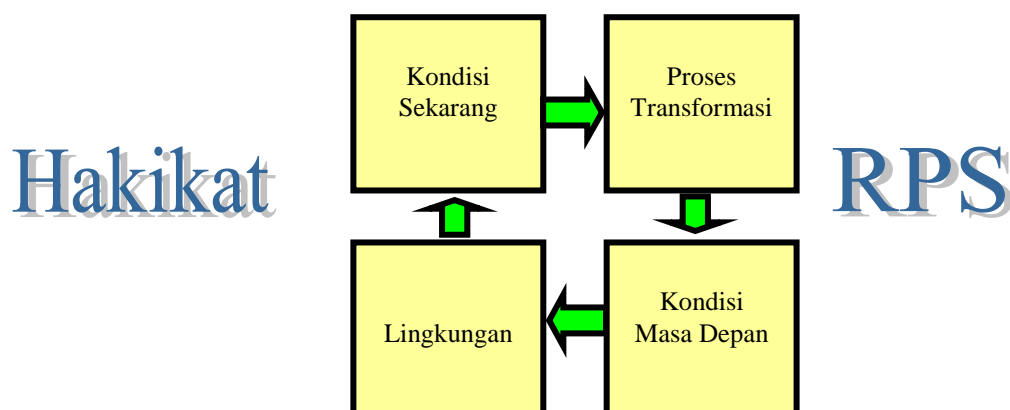 Kondisi
Sekarang
Proses
Transformasi
Hakikat
RPS
Lingkungan
Kondisi
Masa Depan